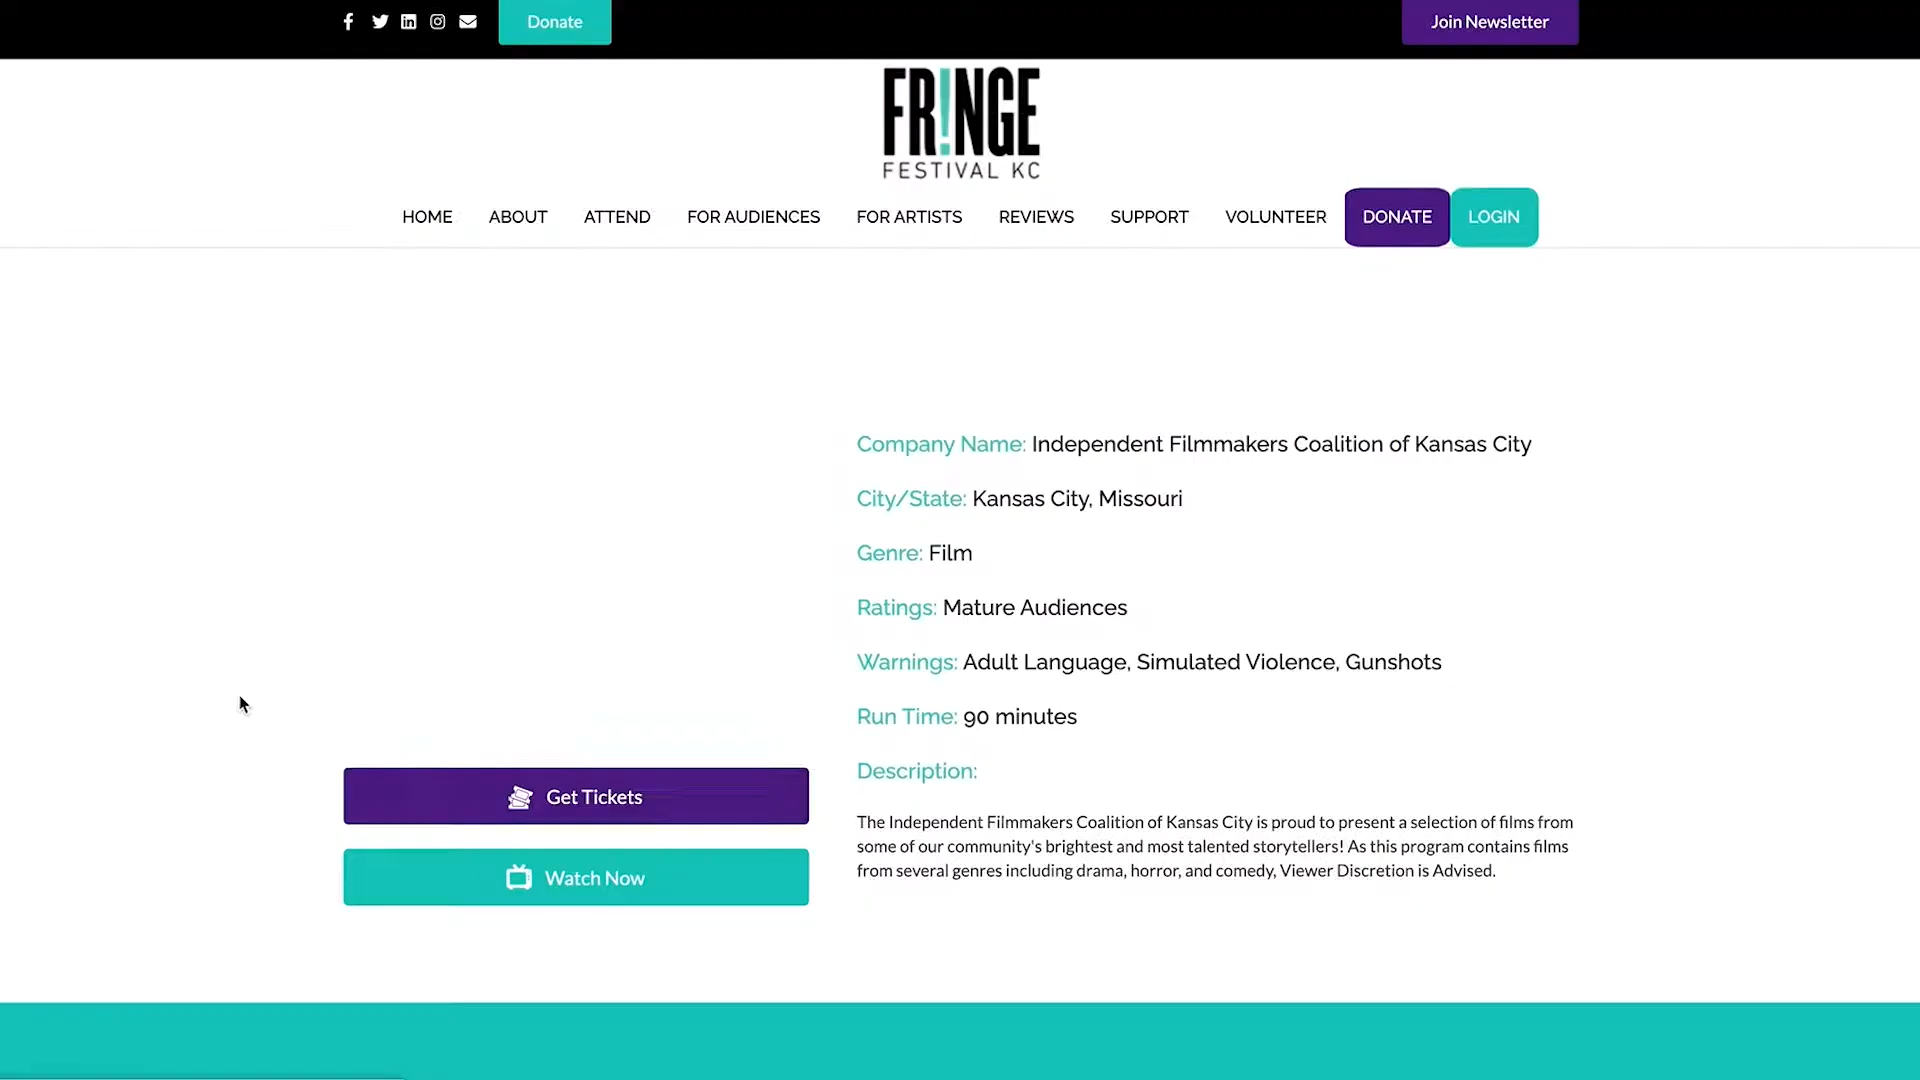 Donate
Join Newsletter
FR!NGE
FESTIVAL KC
HOME ABOUT ATTEND FOR AUDIENCES FOR ARTISTS REVIEWS SUPPORT VOLUNTEER DONATE LOGIN
Company Name: Independent Filmmakers Coalition of Kansas City
City/State: Kansas City, Missouri
Genre: Film
Ratings: Mature Audiences
Warnings: Adult Language, Simulated Violence, Gunshots
Run Time: 90 minutes
Description:
Get Tickets
Watch Now
The Independent Filmmakers Coalition of Kansas City is proud to present a selection of films from
some of our community's brightest and most talented storytellers! As this program contains films
from several genres including drama, horror, and comedy, Viewer Discretion is Advised.